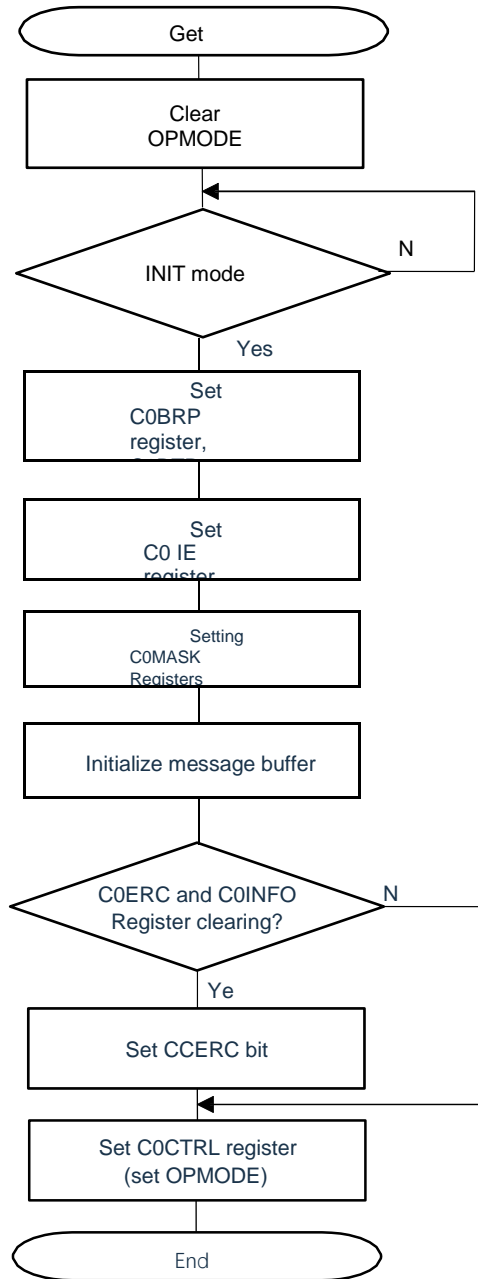 Get
Clear
OPMODE
N
INIT mode
Yes
Set
C0BRP
register,
Set
C0 IE
register
Setting
C0MASK
Registers
Initialize message buffer
C0ERC and C0INFO
N
Register clearing?
Ye
Set CCERC bit
Set C0CTRL register
(set OPMODE)
End